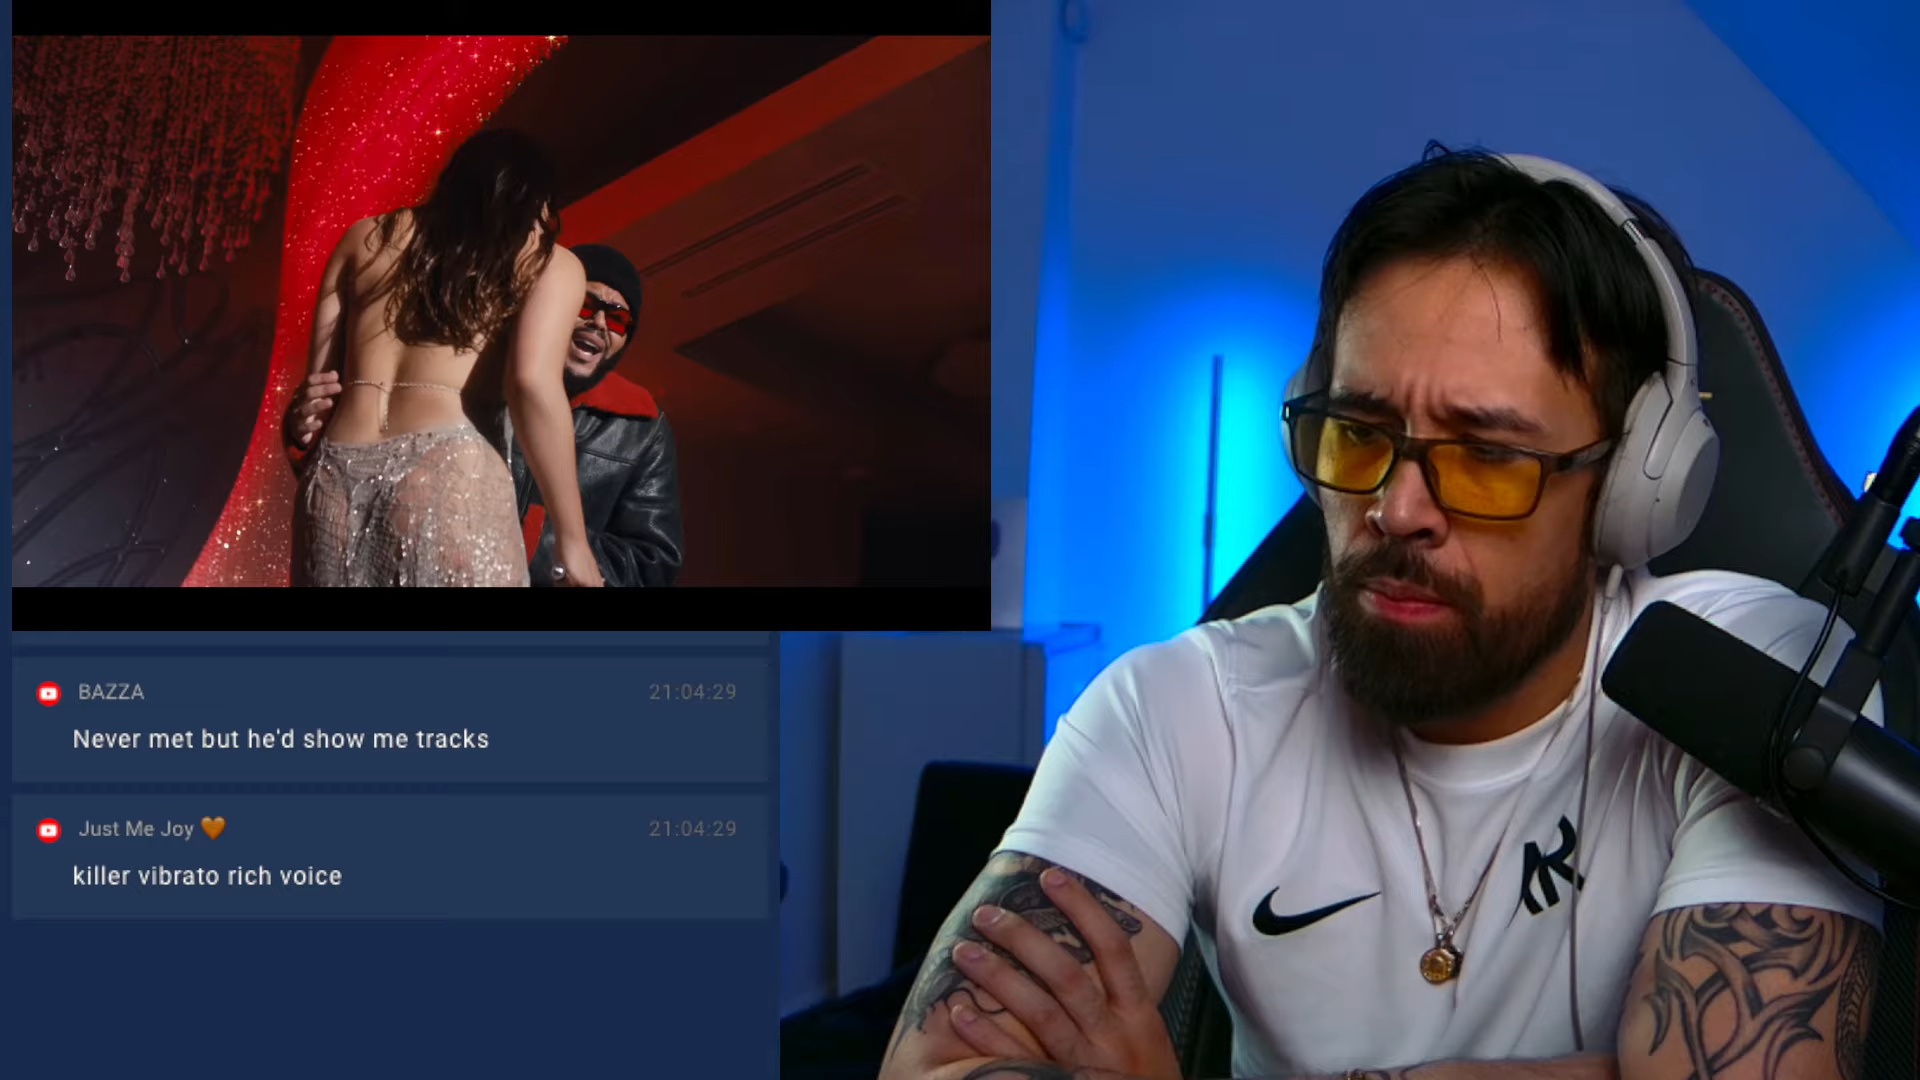 BAZZA 21:04:29
Never met but he'd show me tracks
Just Me Joy 🧡 21:04:29
killer vibrato rich voice
AR